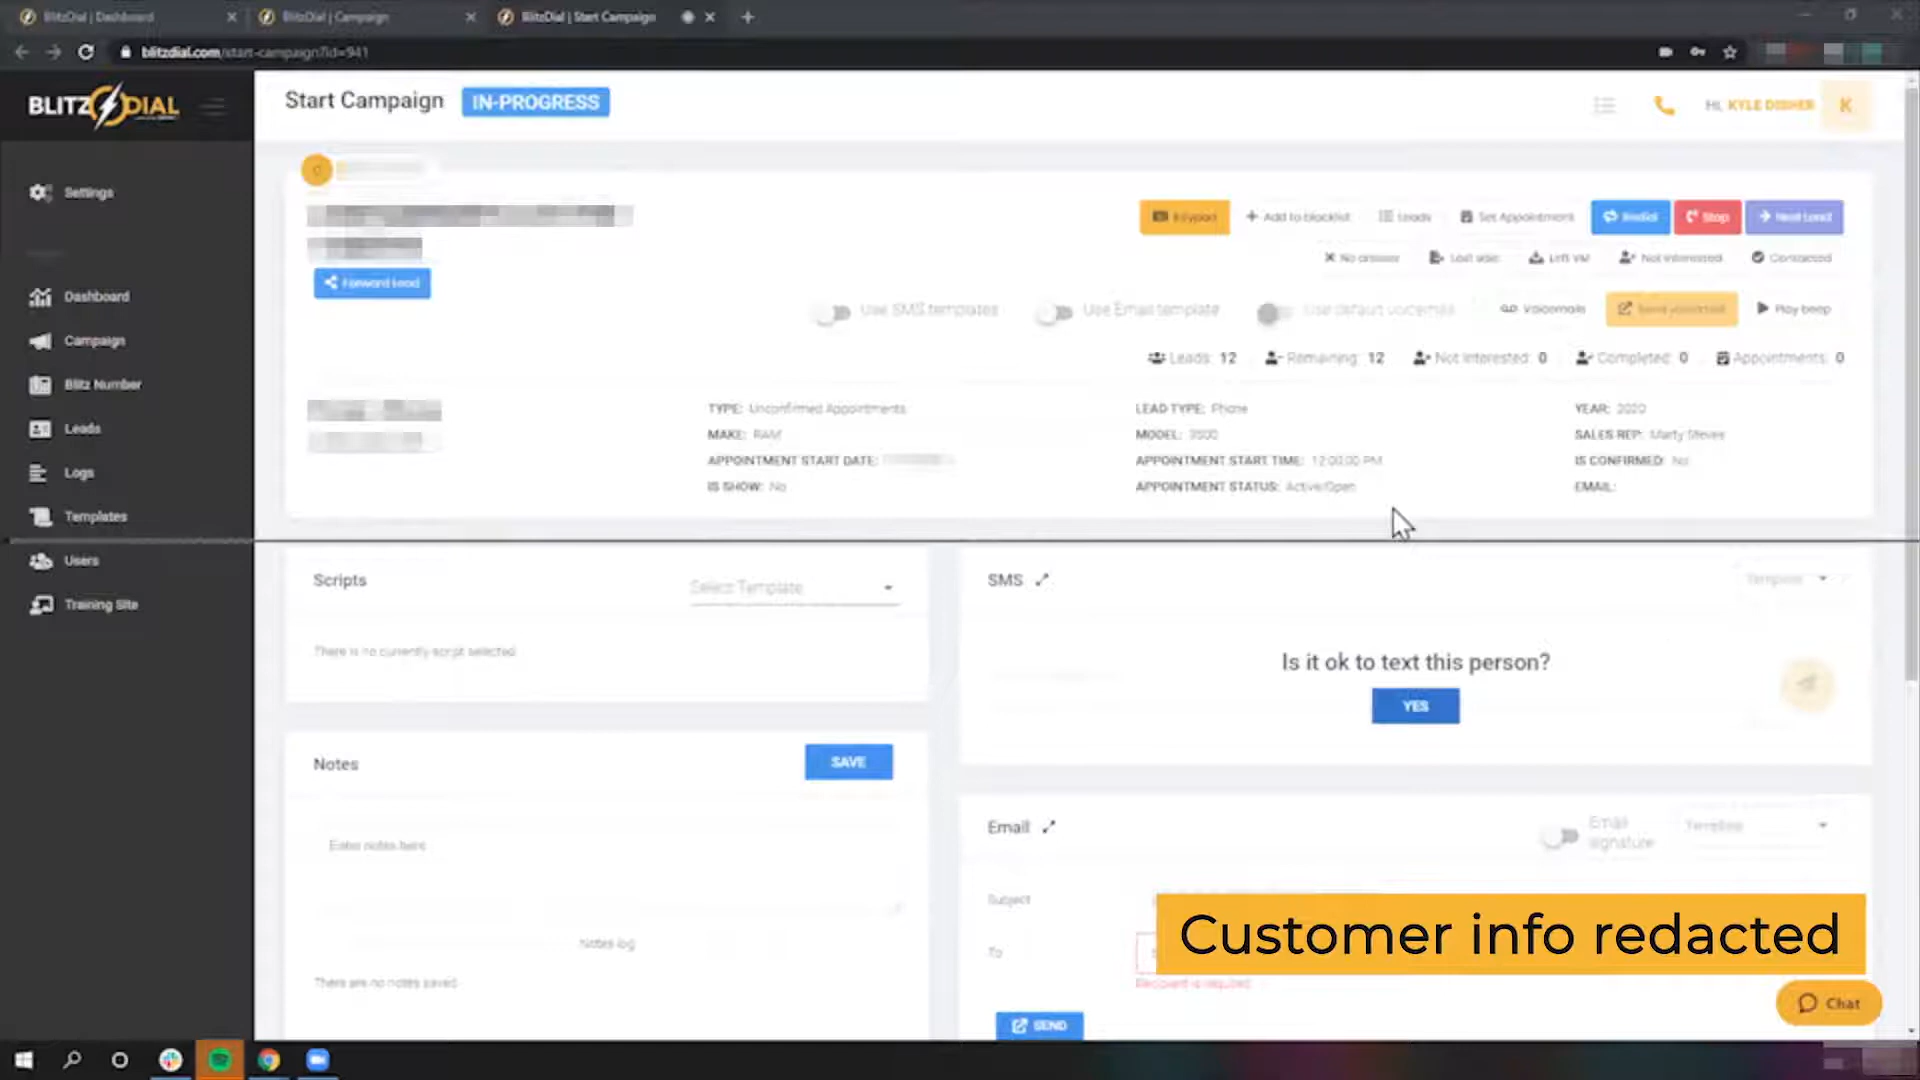 BlitzDial | Dashboard
BlitzDial | Campaign
BlitzDial | Start Campaign
blitzdial.com/start-campaign?id=941
BLITZ DIAL
Start Campaign IN-PROGRESS
Hi, KYLE DISHER K
Settings
Dashboard
Campaign
Blitz Number
Leads
Logs
Templates
Users
Training Site
Keypad + Add to blacklist Leads Set Appointment Redial Stop Next Lead
No answer Left VM Not Interested Contacted
Forward Lead
Use SMS templates Use Email template Use default voicemail Voicemails Send voicemail Play beep
Leads: 12 Remaining: 12 Not Interested: 0 Completed: 0 Appointments: 0
TYPE: Unconfirmed Appointments LEAD TYPE: Phone YEAR: 2020
MAKE: RAM MODEL: 3500 SALES REP: Marty Steves
APPOINTMENT START DATE: APPOINTMENT START TIME: 12:00:00 PM IS CONFIRMED: No
IS SHOW: No APPOINTMENT STATUS: Active/Open EMAIL:
Scripts Select Template
There is no currently script selected
SMS Template
Is it ok to text this person?
YES
Notes SAVE
Enter notes here
Notes log
There are no notes saved
Email Email signature Template
Subject
To
Recipient is required
SEND
Customer info redacted
Chat